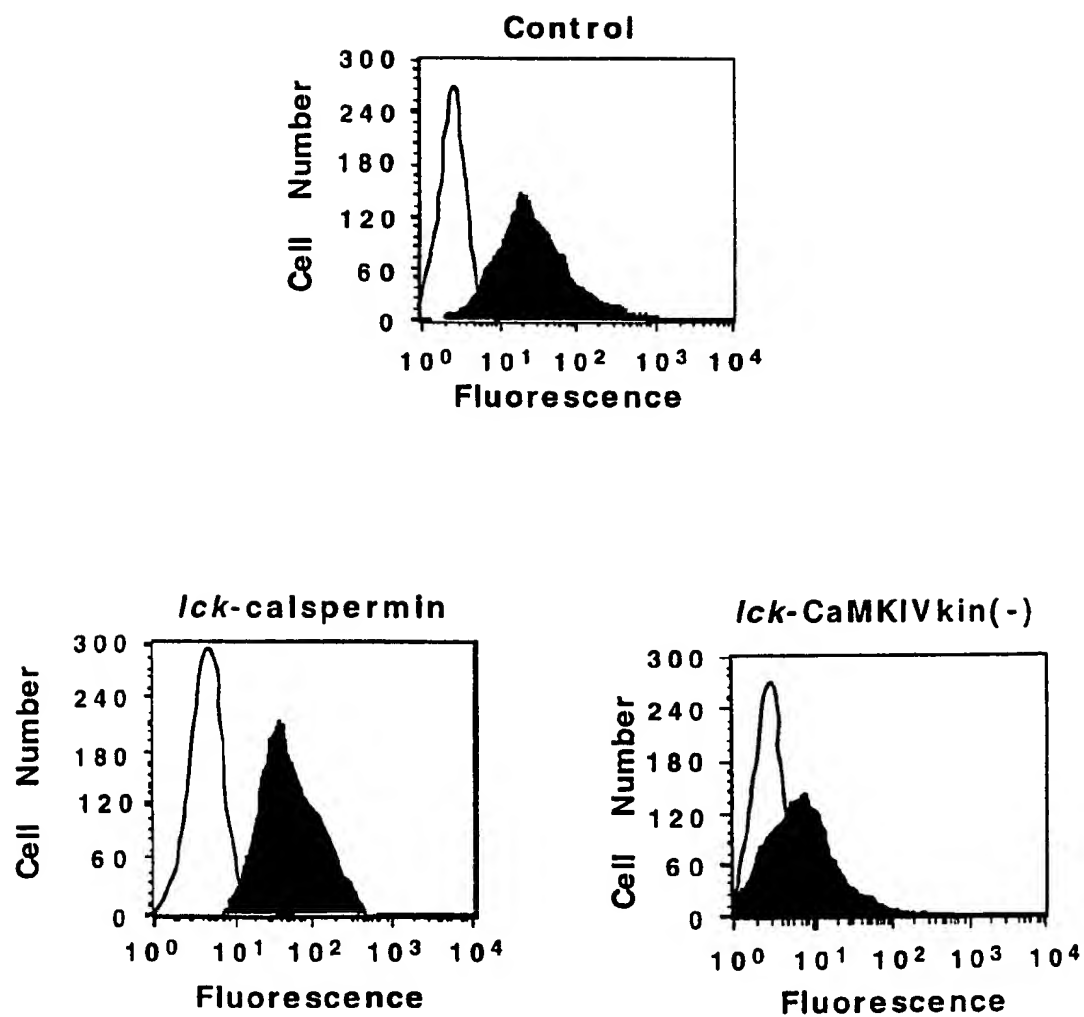 Control
300
240
180
120
60
0
Cell Number
10⁰ 10¹ 10² 10³ 10⁴
Fluorescence
lck-calspermin
300
240
180
120
60
0
Cell Number
10⁰ 10¹ 10² 10³ 10⁴
Fluorescence
lck-CaMKIVkin(-)
300
240
180
120
60
0
Cell Number
10⁰ 10¹ 10² 10³ 10⁴
Fluorescence